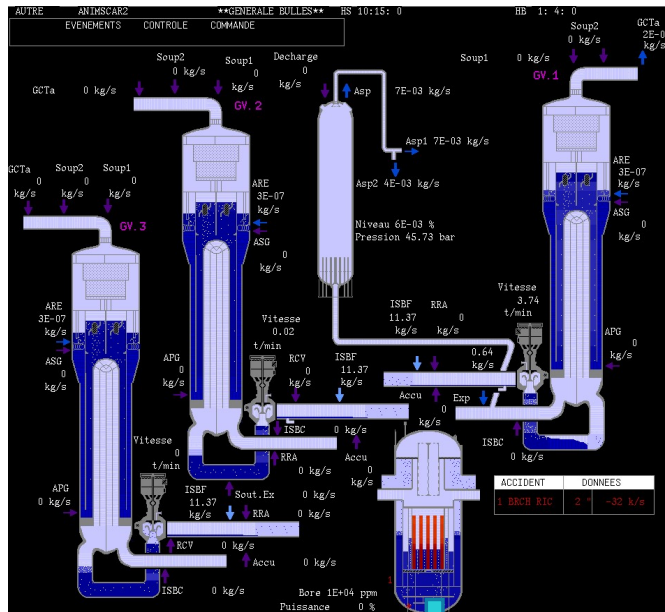 AUTRE ANIMSCAR2 **GENERALE BULLES** HS 10:15: 0 HB 1: 4: 0
EVENEMENTS CONTROLE COMMANDE
GCTa 0 kg/s
Soup2 0 kg/s
Soup1 0 kg/s
GV.2
Decharge 0 kg/s
Asp 7E-03 kg/s
Asp1 7E-03 kg/s
Asp2 4E-03 kg/s
Niveau 6E-03 %
Pression 45.73 bar
Soup1 0 kg/s
Soup2 0 kg/s
GCTa
2E-0
kg/s
GV.1
ARE
3E-07
kg/s
ASG
0
kg/s
APG
0
kg/s
GCTa 0 kg/s
Soup2 0 kg/s
Soup1 0 kg/s
GV.3
ARE
3E-07
kg/s
ASG
0
kg/s
APG
0
kg/s
ARE
3E-07
kg/s
ASG
0
kg/s
APG
0 kg/s
Vitesse
0.02
t/min
RCV
0
kg/s
ISBF
11.37
kg/s
ISBC 0 kg/s
RRA 0 kg/s
Accu 0 kg/s
Sout.Ex
0
kg/s
ISBF
11.37
kg/s
RRA
0
kg/s
Vitesse
3.74
t/min
0.64
kg/s
Accu
0
kg/s
Exp
ISBC
0 kg/s
Vitesse
0
t/min
ISBF
11.37
kg/s
RRA 0 kg/s
RCV 0 kg/s
Accu 0 kg/s
ISBC 0 kg/s
ACCIDENT DONNEES
1 BRCH RIC 2 " -32 k/s
1
Bore 1E+04 ppm
Puissance 0 %